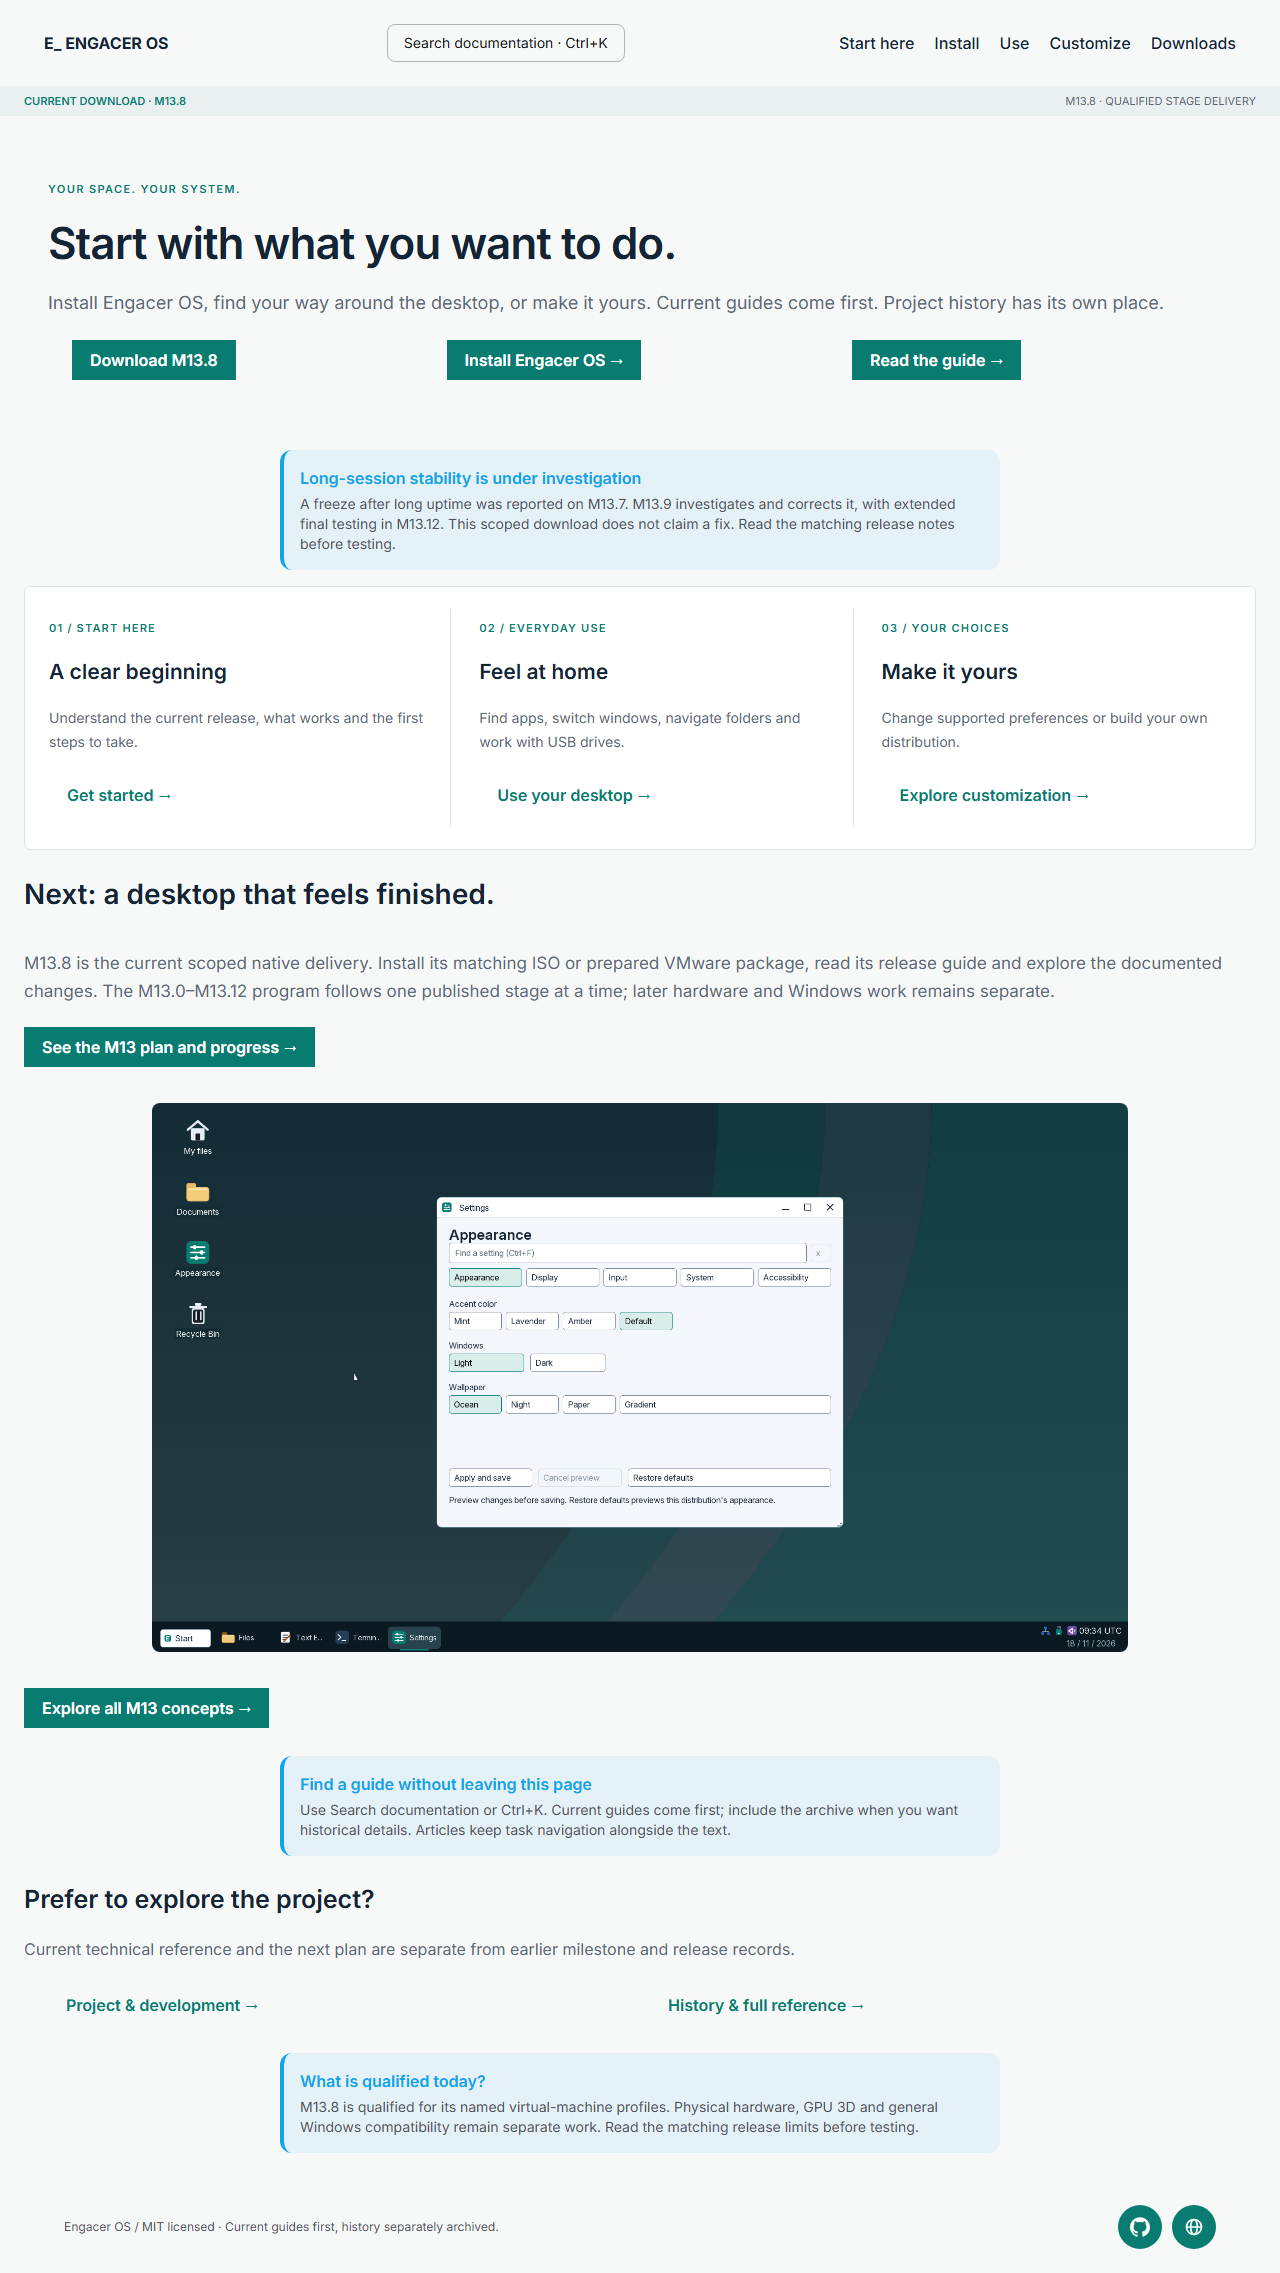 E_ ENGACER OS
Search documentation · Ctrl+K
Start here
Install
Use
Customize
Downloads
CURRENT DOWNLOAD · M13.8
M13.8 · QUALIFIED STAGE DELIVERY
YOUR SPACE. YOUR SYSTEM.
Start with what you want to do.
Install Engacer OS, find your way around the desktop, or make it yours. Current guides come first. Project history has its own place.
Download M13.8
Install Engacer OS →
Read the guide →
Long-session stability is under investigation
A freeze after long uptime was reported on M13.7. M13.9 investigates and corrects it, with extended
final testing in M13.12. This scoped download does not claim a fix. Read the matching release notes
before testing.
01 / START HERE
A clear beginning
Understand the current release, what works and the first
steps to take.
Get started →
02 / EVERYDAY USE
Feel at home
Find apps, switch windows, navigate folders and
work with USB drives.
Use your desktop →
03 / YOUR CHOICES
Make it yours
Change supported preferences or build your own
distribution.
Explore customization →
Next: a desktop that feels finished.
M13.8 is the current scoped native delivery. Install its matching ISO or prepared VMware package, read its release guide and explore the documented
changes. The M13.0–M13.12 program follows one published stage at a time; later hardware and Windows work remains separate.
See the M13 plan and progress →
My files
Documents
Appearance
Recycle Bin
Settings
Appearance
Find a setting (Ctrl+F)
x
Appearance
Display
Input
System
Accessibility
Accent color
Mint
Lavender
Amber
Default
Windows
Light
Dark
Wallpaper
Ocean
Night
Paper
Gradient
Apply and save
Cancel preview
Restore defaults
Preview changes before saving. Restore defaults previews this distribution's appearance.
Start
Files
Text E..
Termin..
Settings
09:34 UTC
18 / 11 / 2026
Explore all M13 concepts →
Find a guide without leaving this page
Use Search documentation or Ctrl+K. Current guides come first; include the archive when you want
historical details. Articles keep task navigation alongside the text.
Prefer to explore the project?
Current technical reference and the next plan are separate from earlier milestone and release records.
Project & development →
History & full reference →
What is qualified today?
M13.8 is qualified for its named virtual-machine profiles. Physical hardware, GPU 3D and general
Windows compatibility remain separate work. Read the matching release limits before testing.
Engacer OS / MIT licensed · Current guides first, history separately archived.